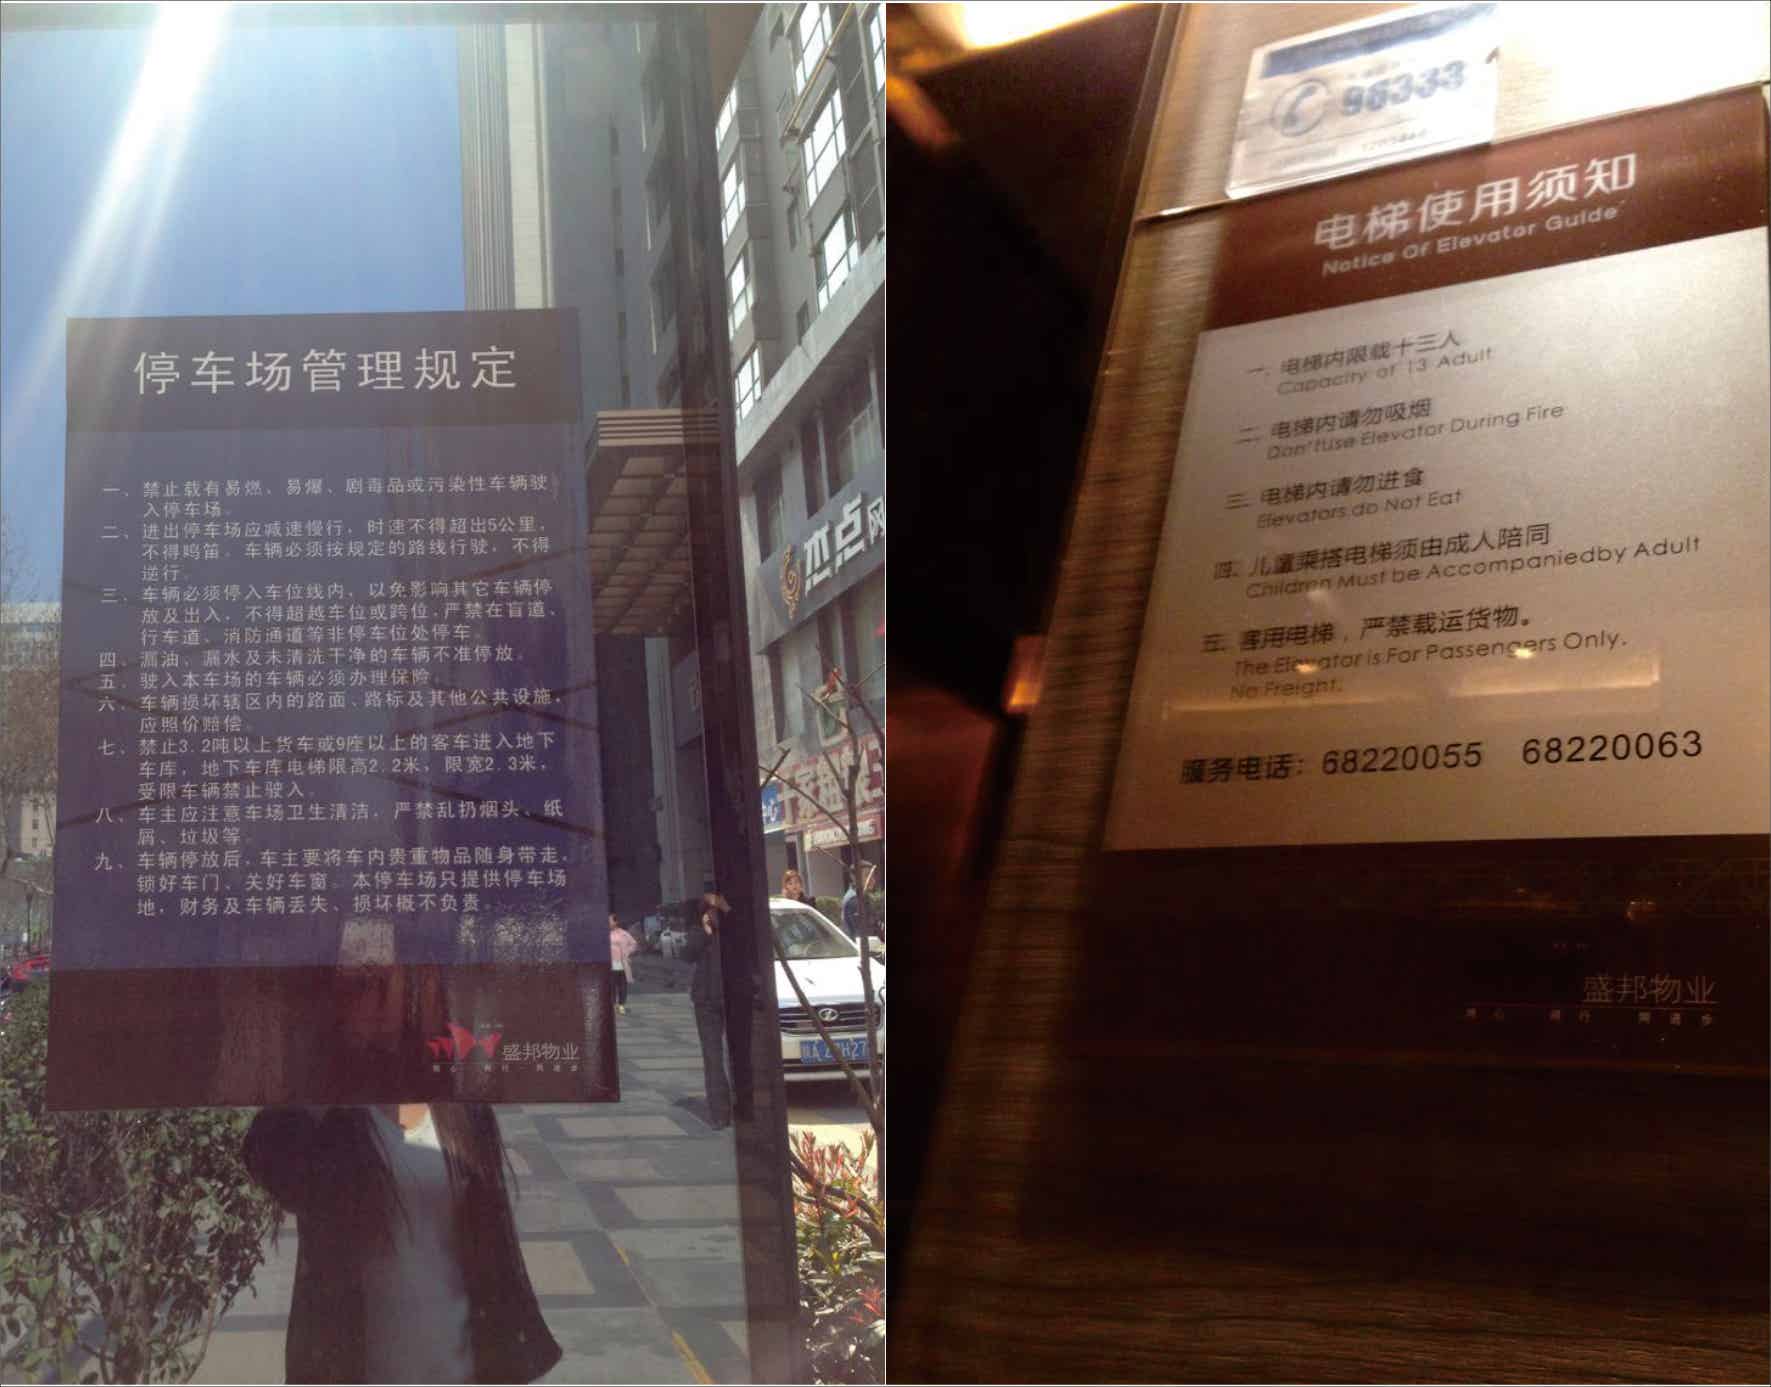 停车场管理规定
一、禁止载有易燃、易爆、剧毒品或污染性车辆驶
入停车场。
二、进出停车场应减速慢行，时速不得超出5公里，
不得鸣笛。车辆必须按规定的路线行驶，不得
逆行。
三、车辆必须停入车位线内，以免影响其它车辆停
放及出入，不得超越车位或跨位，严禁在盲道、
行车道、消防通道等非停车位处停车。
四、漏油、漏水及未清洗干净的车辆不准停放。
五、驶入本车场的车辆必须办理保险。
六、车辆损坏辖区内的路面、路标及其他公共设施，
应照价赔偿。
七、禁止3.2吨以上货车或9座以上的客车进入地下
车库，地下车库电梯限高2.2米，限宽2.3米，
受限车辆禁止驶入。
八、车主应注意车场卫生清洁，严禁乱扔烟头、纸
屑、垃圾等。
九、车辆停放后，车主要将车内贵重物品随身带走，
锁好车门、关好车窗。本停车场只提供停车场
地，财务及车辆丢失、损坏概不负责。
盛邦物业
恋点网
96333
电梯使用须知
Notice Of Elevator Guide
一. 电梯内限载十三人
Capacity of 13 Adult
二. 电梯内请勿吸烟
Don'tUse Elevator During Fire
三. 电梯内请勿进食
Elevators do Not Eat
四. 儿童乘搭电梯须由成人陪同
Children Must be Accompaniedby Adult
五. 客用电梯，严禁载运货物。
The Elevator is For Passengers Only.
No Freight.
服务电话：68220055 68220063
盛邦物业